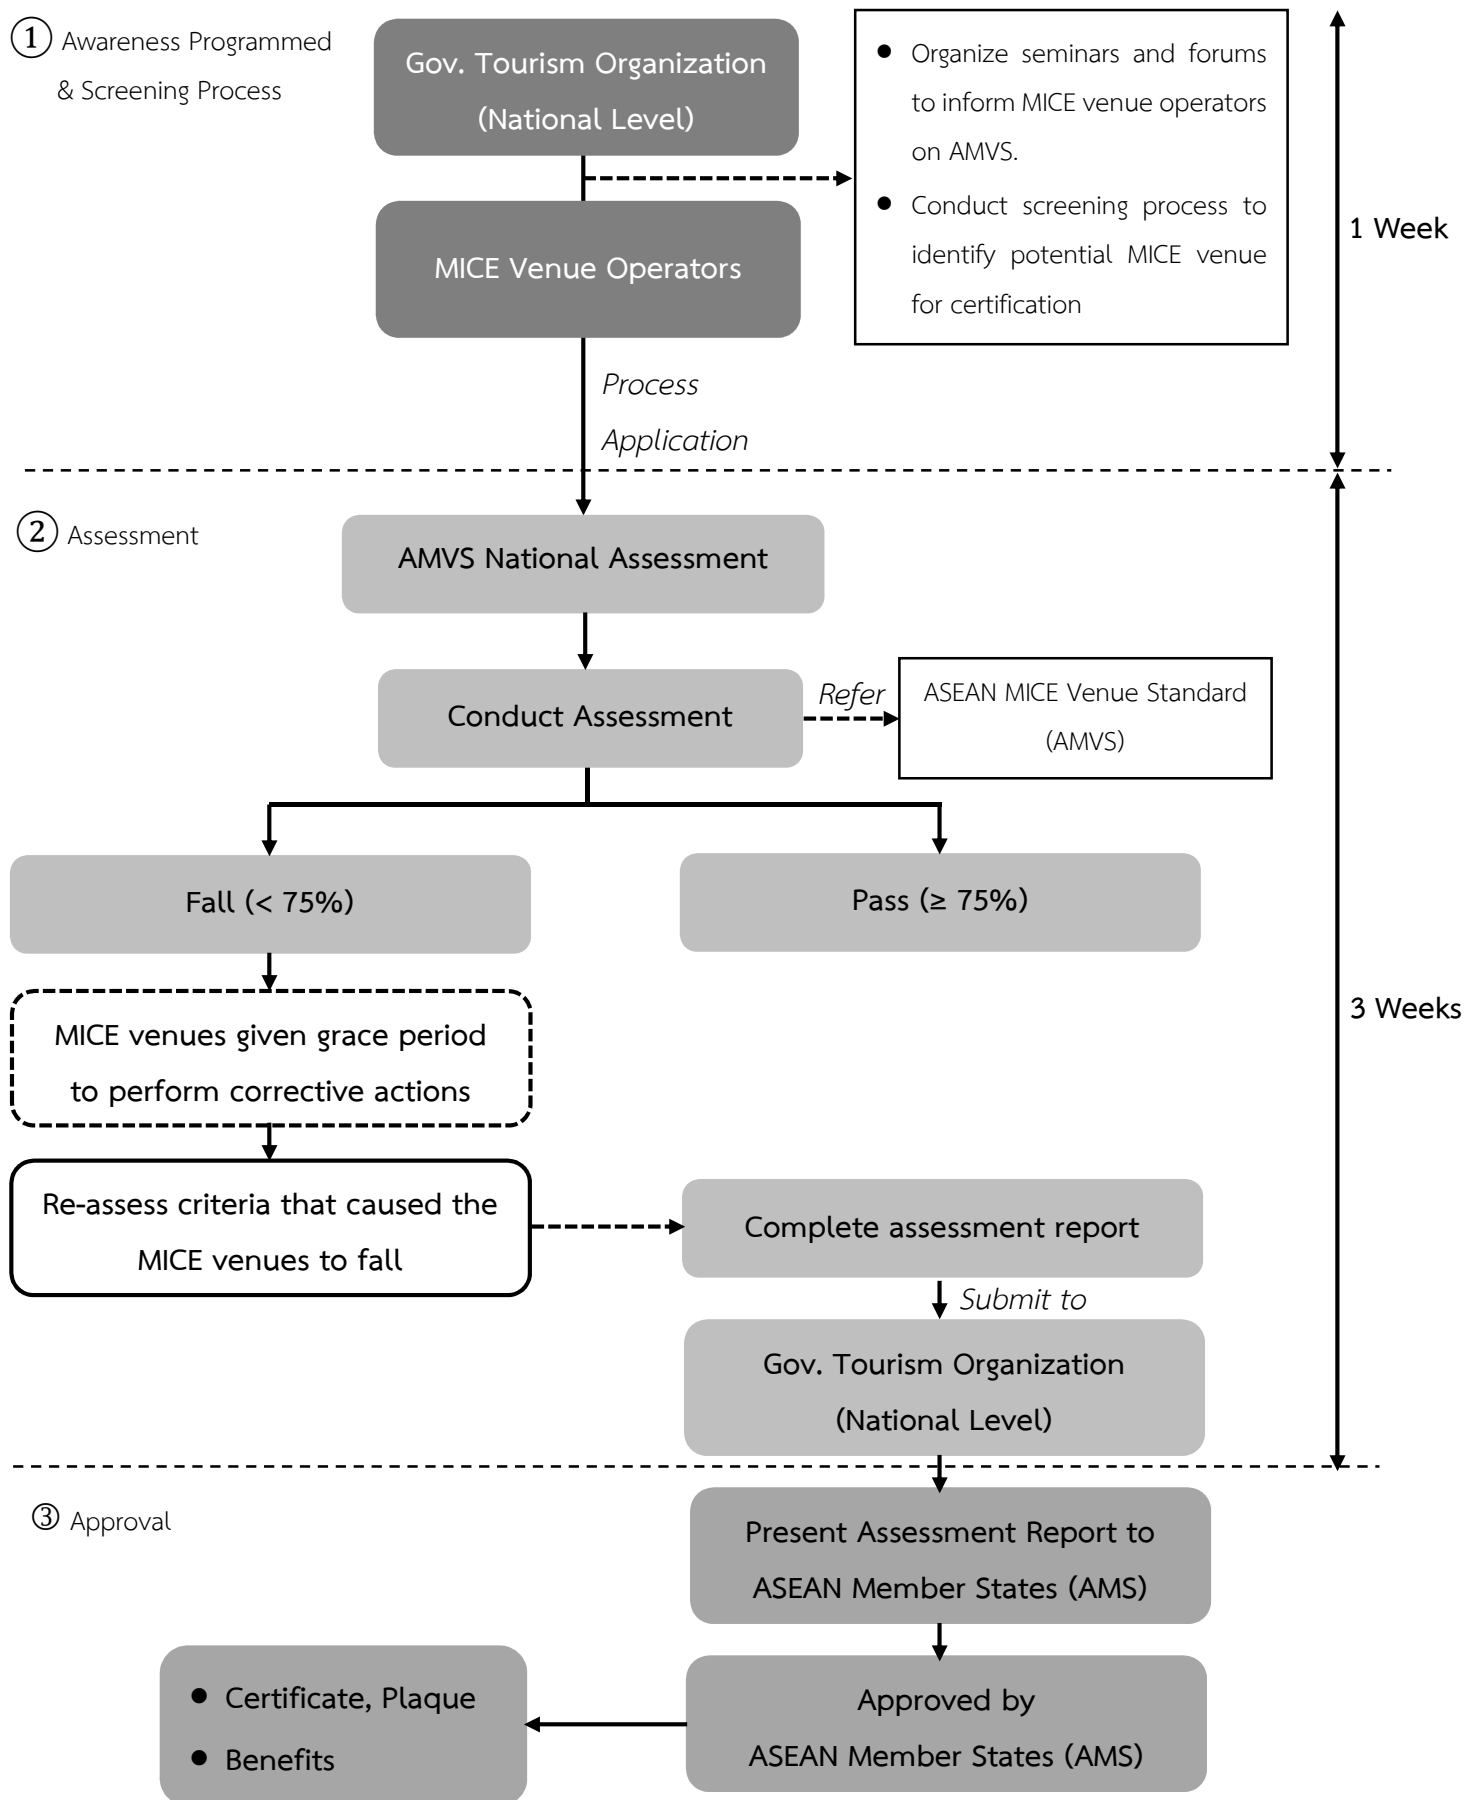 ① Awareness Programmed
& Screening Process
Gov. Tourism Organization
(National Level)
● Organize seminars and forums
to inform MICE venue operators
on AMVS.
● Conduct screening process to
identify potential MICE venue
for certification
1 Week
MICE Venue Operators
Process
Application
② Assessment
AMVS National Assessment
Conduct Assessment
Refer
ASEAN MICE Venue Standard
(AMVS)
Fall (< 75%)
Pass (≥ 75%)
3 Weeks
MICE venues given grace period
to perform corrective actions
Re-assess criteria that caused the
MICE venues to fall
Complete assessment report
Submit to
Gov. Tourism Organization
(National Level)
③ Approval
Present Assessment Report to
ASEAN Member States (AMS)
Approved by
ASEAN Member States (AMS)
● Certificate, Plaque
● Benefits